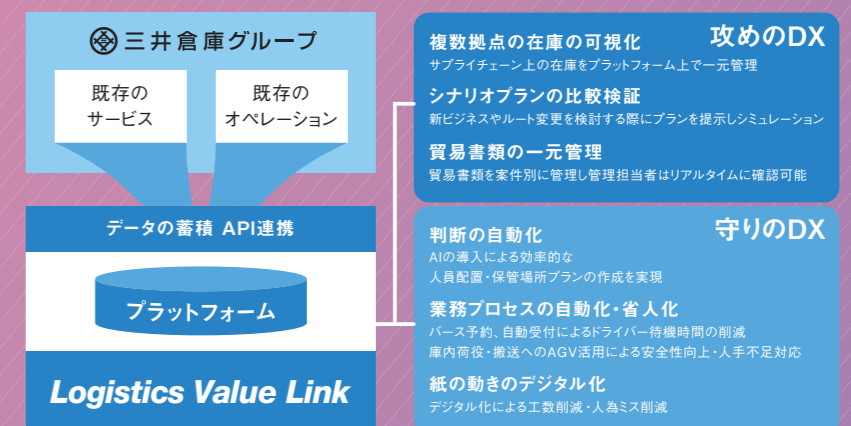 三井倉庫グループ
既存の
サービス
既存の
オペレーション
データの蓄積 API連携
プラットフォーム
Logistics Value Link
攻めのDX
複数拠点の在庫の可視化
サプライチェーン上の在庫をプラットフォーム上で一元管理
シナリオプランの比較検証
新ビジネスやルート変更を検討する際にプランを提示しシミュレーション
貿易書類の一元管理
貿易書類を案件別に管理し管理担当者はリアルタイムに確認可能
守りのDX
判断の自動化
AIの導入による効率的な
人員配置・保管場所プランの作成を実現
業務プロセスの自動化・省人化
バース予約、自動受付によるドライバー待機時間の削減
庫内荷役・搬送へのAGV活用による安全性向上・人手不足対応
紙の動きのデジタル化
デジタル化による工数削減・人為ミス削減